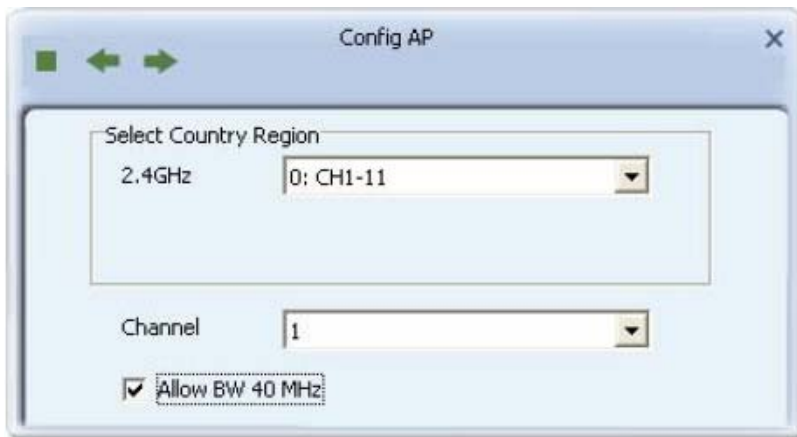 Config AP
Select Country Region
2.4GHz 0: CH1-11
Channel 1
Allow BW 40 MHz